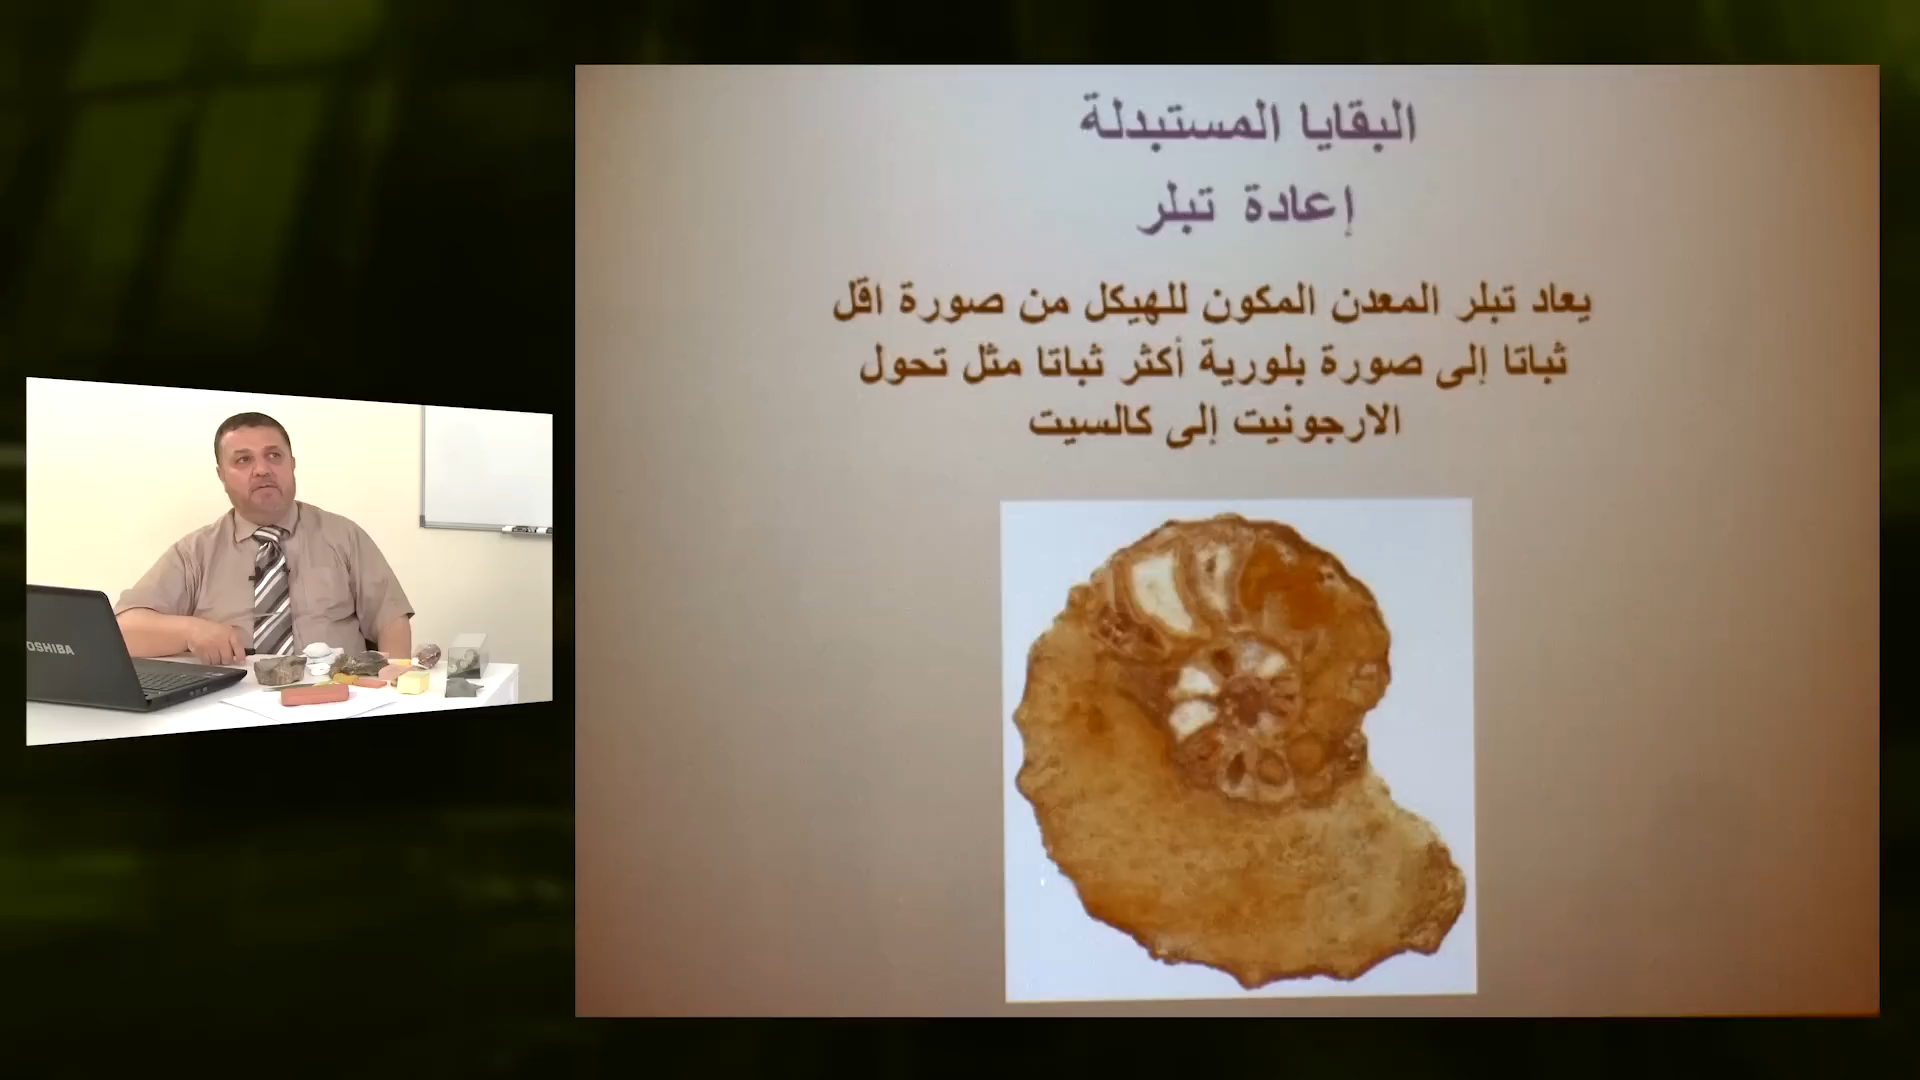 البقايا المستبدلة
إعادة تبلر
يعاد تبلر المعدن المكون للهيكل من صورة اقل
ثباتا إلى صورة بلورية أكثر ثباتا مثل تحول
الارجونيت إلى كالسيت
OSHIBA